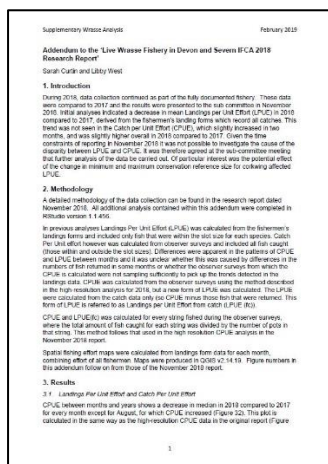 Supplementary Wrasse Analysis
February 2019
Addendum to the 'Live Wrasse Fishery in Devon and Severn IFCA 2018
Research Report'
Sarah Curtin and Libby West
1. Introduction
During 2018, data collection continued as part of the fully documented fishery. These data
were compared to 2017 and the results were presented to the sub committee in November
2018. Initial analyses indicated a decrease in mean Landings per Unit Effort (LPUE) in 2018
compared to 2017, derived from the fishermen's landing forms which record all catches. This
trend was not seen in the Catch per Unit Effort (CPUE), which slightly increased in two
months, and was slightly higher overall in 2018 compared to 2017. Given the time
constraints of reporting in November 2018 it was not possible to investigate the cause of the
disparity between LPUE and CPUE. It was therefore agreed at the sub-committee meeting
that further analysis of the data be carried out. Of particular interest was the potential effect
of the change in minimum and maximum conservation reference size for corkwing affected
LPUE.
2. Methodology
A detailed methodology of the data collection can be found in the research report dated
November 2018. All additional analysis contained within this addendum were completed in
RStudio version 1.1.456.
In previous analyses Landings per Unit Effort (LPUE) was calculated from the fishermen's
landings forms and included only fish that were within the slot size for each species. Catch
Per Unit effort however was calculated from observer surveys and included all fish caught
(those within and outside the slot sizes). Differences were apparent in the patterns of CPUE
and LPUE between months and it was unclear whether this was caused by differences in the
numbers of fish returned in some months or whether the observer surveys from which the
CPUE is calculated were not sampling sufficiently to pick up the trends detected in the
landings data. CPUE was calculated from the observer surveys using the method described
in the high-resolution analysis for 2018, but a new form of LPUE was calculated. The LPUE
were calculated from the catch data only (so CPUE minus those fish that were returned). This
form of LPUE is referred to as Landings per Unit Effort from catch (LPUE (fc)).
CPUE and LPUE(fc) was calculated for every string fished during the observer surveys,
where the total amount of fish caught for each string was divided by the number of pots in
that string. This method follows that used in the high resolution CPUE analysis in the
November 2018 report.
Spatial fishing effort maps were calculated from landings form data for each month,
combining effort of all fishermen. Maps were produced in QGIS v2.14.19. Figure numbers in
this addendum follow on from those of the November 2018 report.
3. Results
3.1 Landings Per Unit Effort and Catch Per Unit Effort
CPUE between months and years shows a decrease in median in 2018 compared to 2017
for every month except for August, for which CPUE increased (Figure 32). This plot is
calculated in the same way as the high-resolution CPUE data in the original report (Figure
1